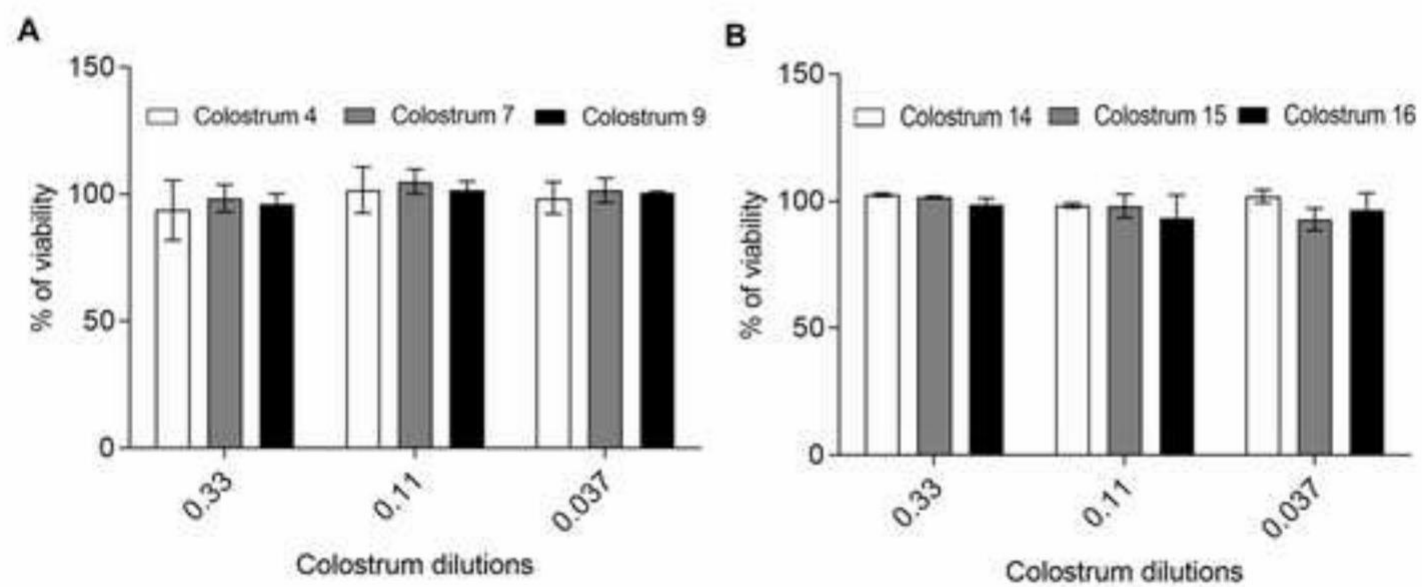 A
150
Colostrum 4 Colostrum 7 Colostrum 9
100
% of viability
50
0
0.33 0.11 0.037
Colostrum dilutions
B
150
Colostrum 14 Colostrum 15 Colostrum 16
100
% of viability
50
0
0.33 0.11 0.037
Colostrum dilutions